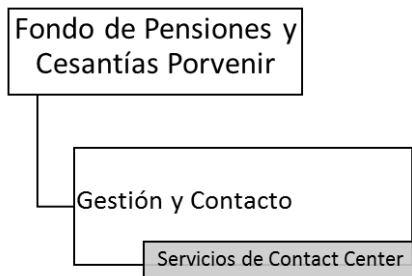 Fondo de Pensiones y
Cesantías Porvenir
Gestión y Contacto
Servicios de Contact Center